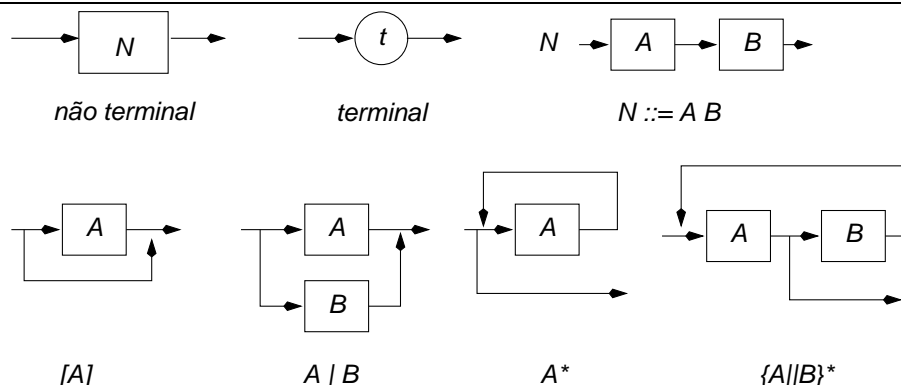 N t N A B
não terminal terminal N ::= A B
A A A A B
B
[A] A | B A* {A||B}*